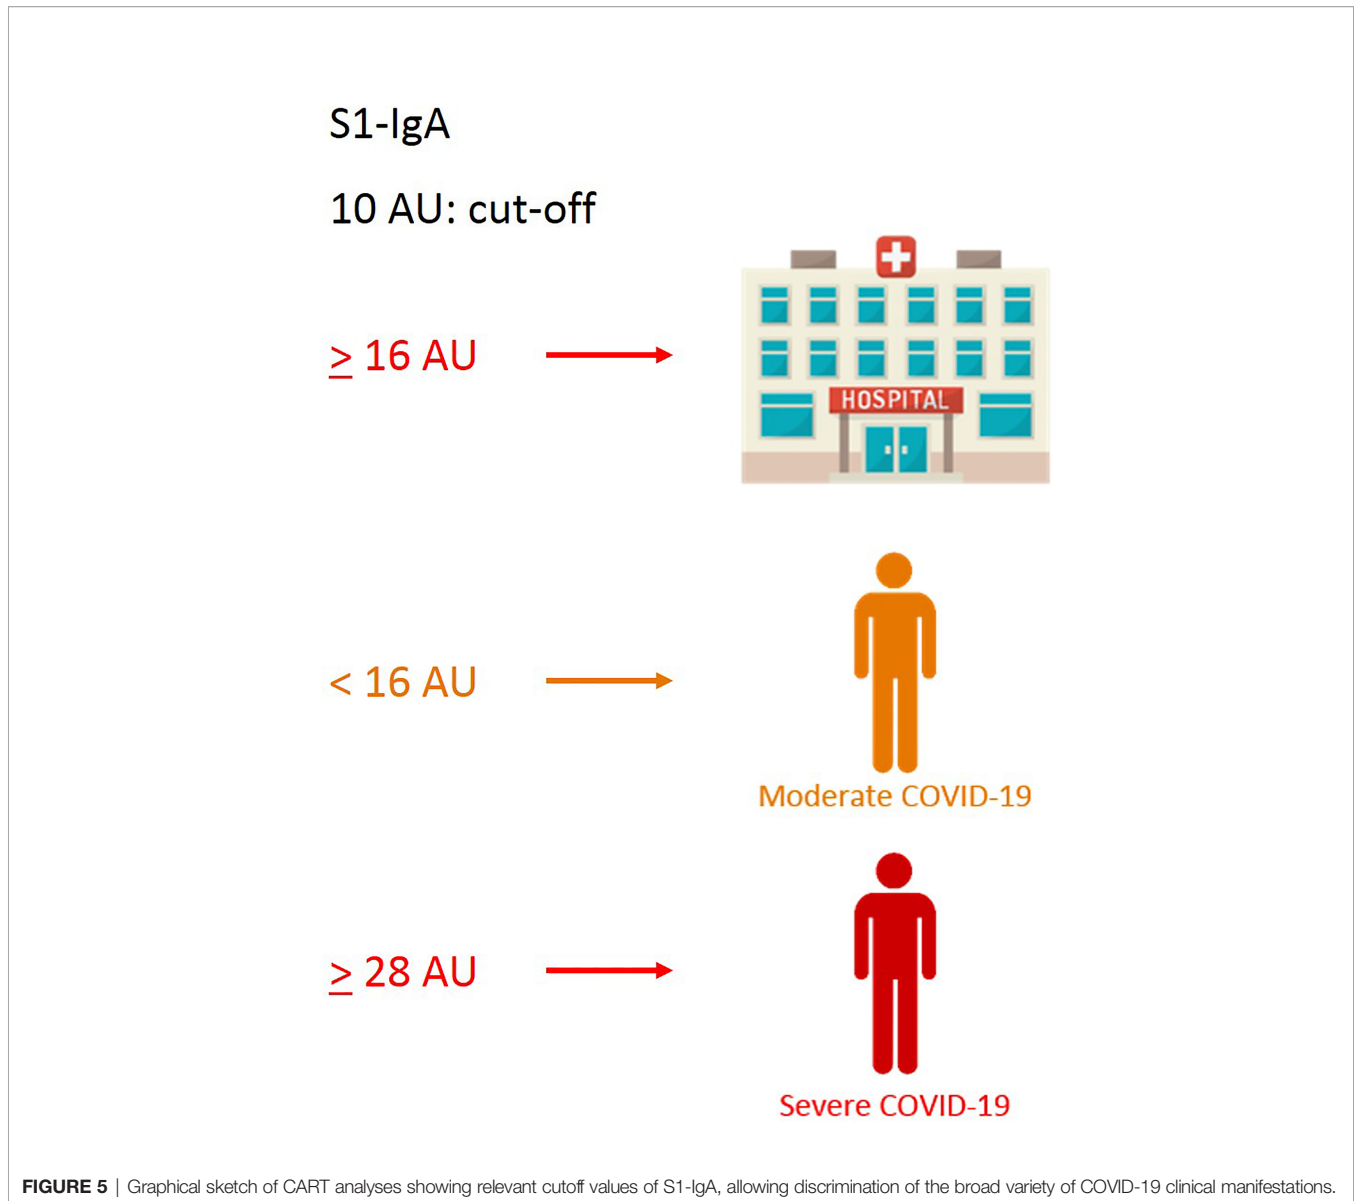 S1-IgA
10 AU: cut-off
≥ 16 AU
HOSPITAL
< 16 AU
Moderate COVID-19
≥ 28 AU
Severe COVID-19
FIGURE 5 | Graphical sketch of CART analyses showing relevant cutoff values of S1-IgA, allowing discrimination of the broad variety of COVID-19 clinical manifestations.